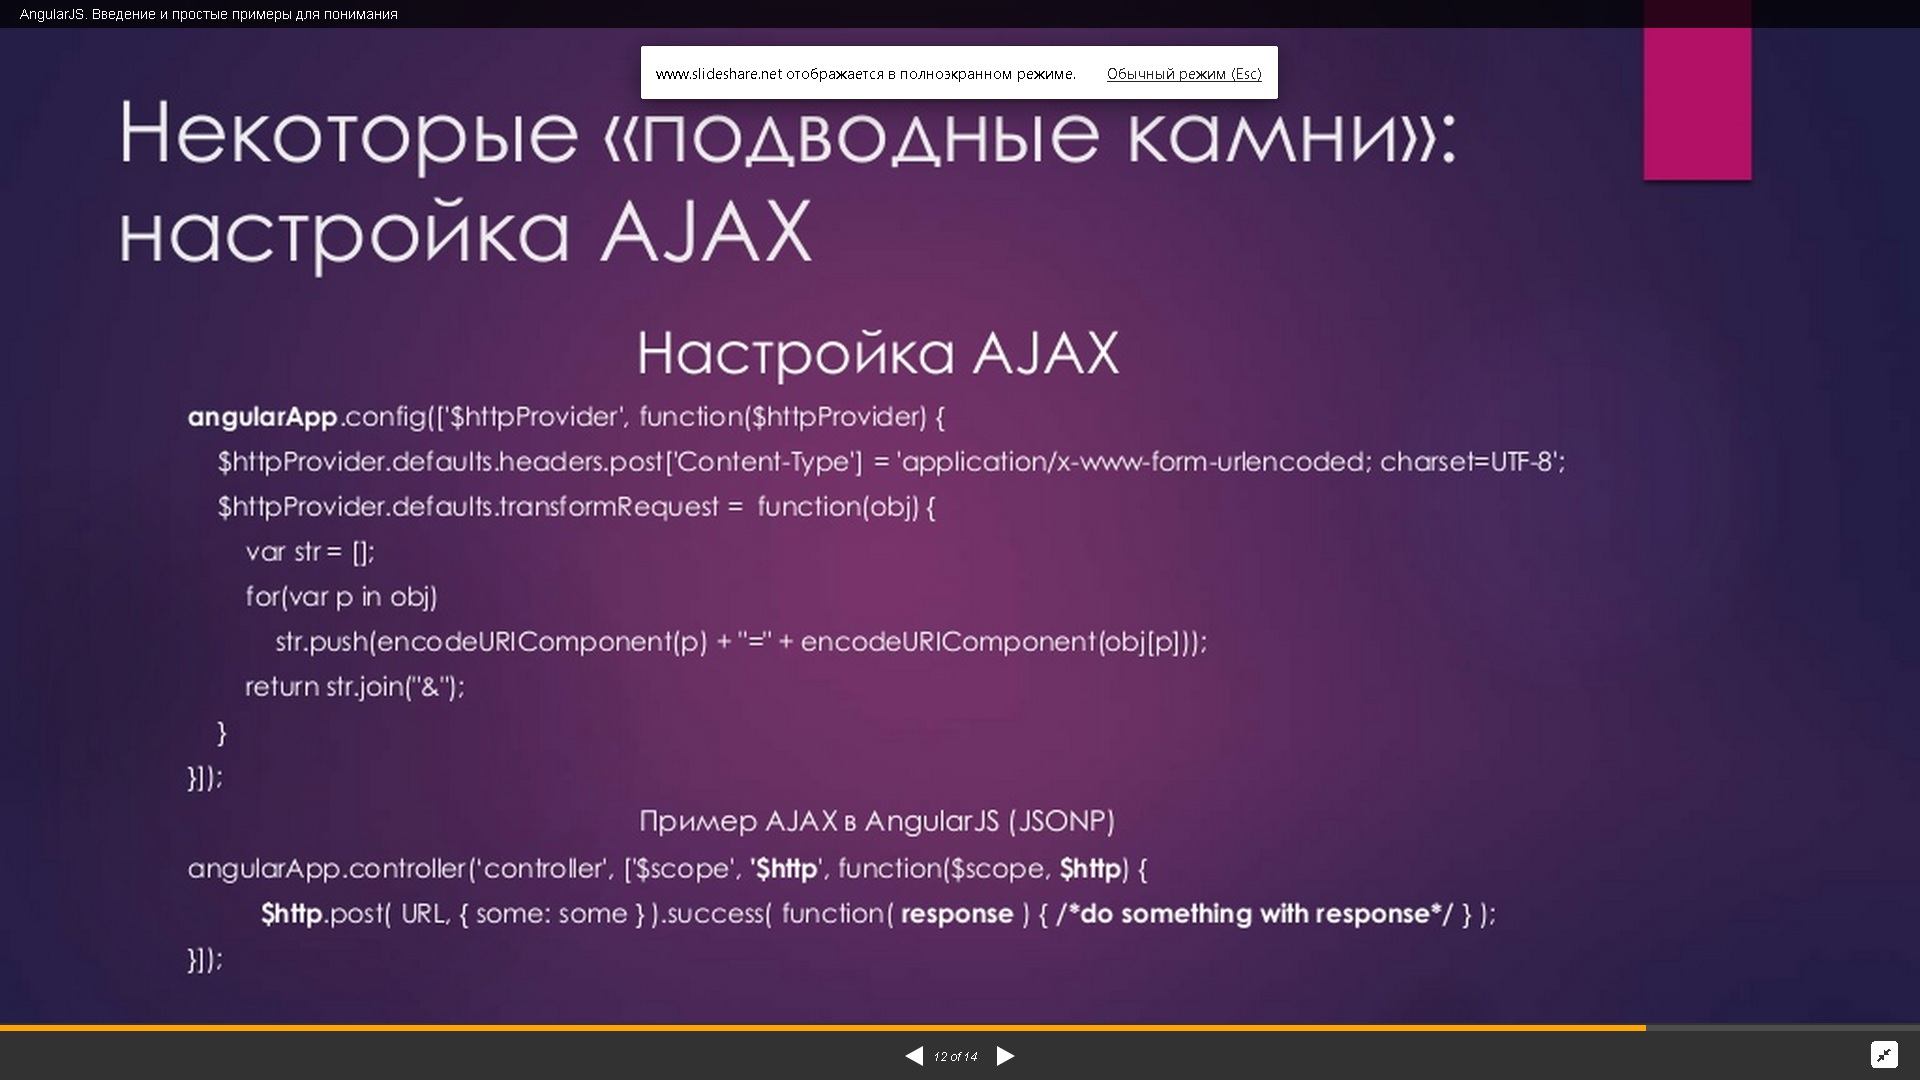 AngularJS. Введение и простые примеры для понимания
www.slideshare.net отображается в полноэкранном режиме. Обычный режим (Esc)
Некоторые «подводные камни»:
настройка AJAX
Настройка AJAX
angularApp.config(['$httpProvider', function($httpProvider) {
$httpProvider.defaults.headers.post['Content-Type'] = 'application/x-www-form-urlencoded; charset=UTF-8';
$httpProvider.defaults.transformRequest = function(obj) {
var str = [];
for(var p in obj)
str.push(encodeURIComponent(p) + "=" + encodeURIComponent(obj[p]));
return str.join("&");
}
}]);
Пример AJAX в AngularJS (JSONP)
angularApp.controller(‘controller', ['$scope', '$http', function($scope, $http) {
$http.post( URL, { some: some } ).success( function( response ) { /*do something with response*/ } );
}]);
12 of 14